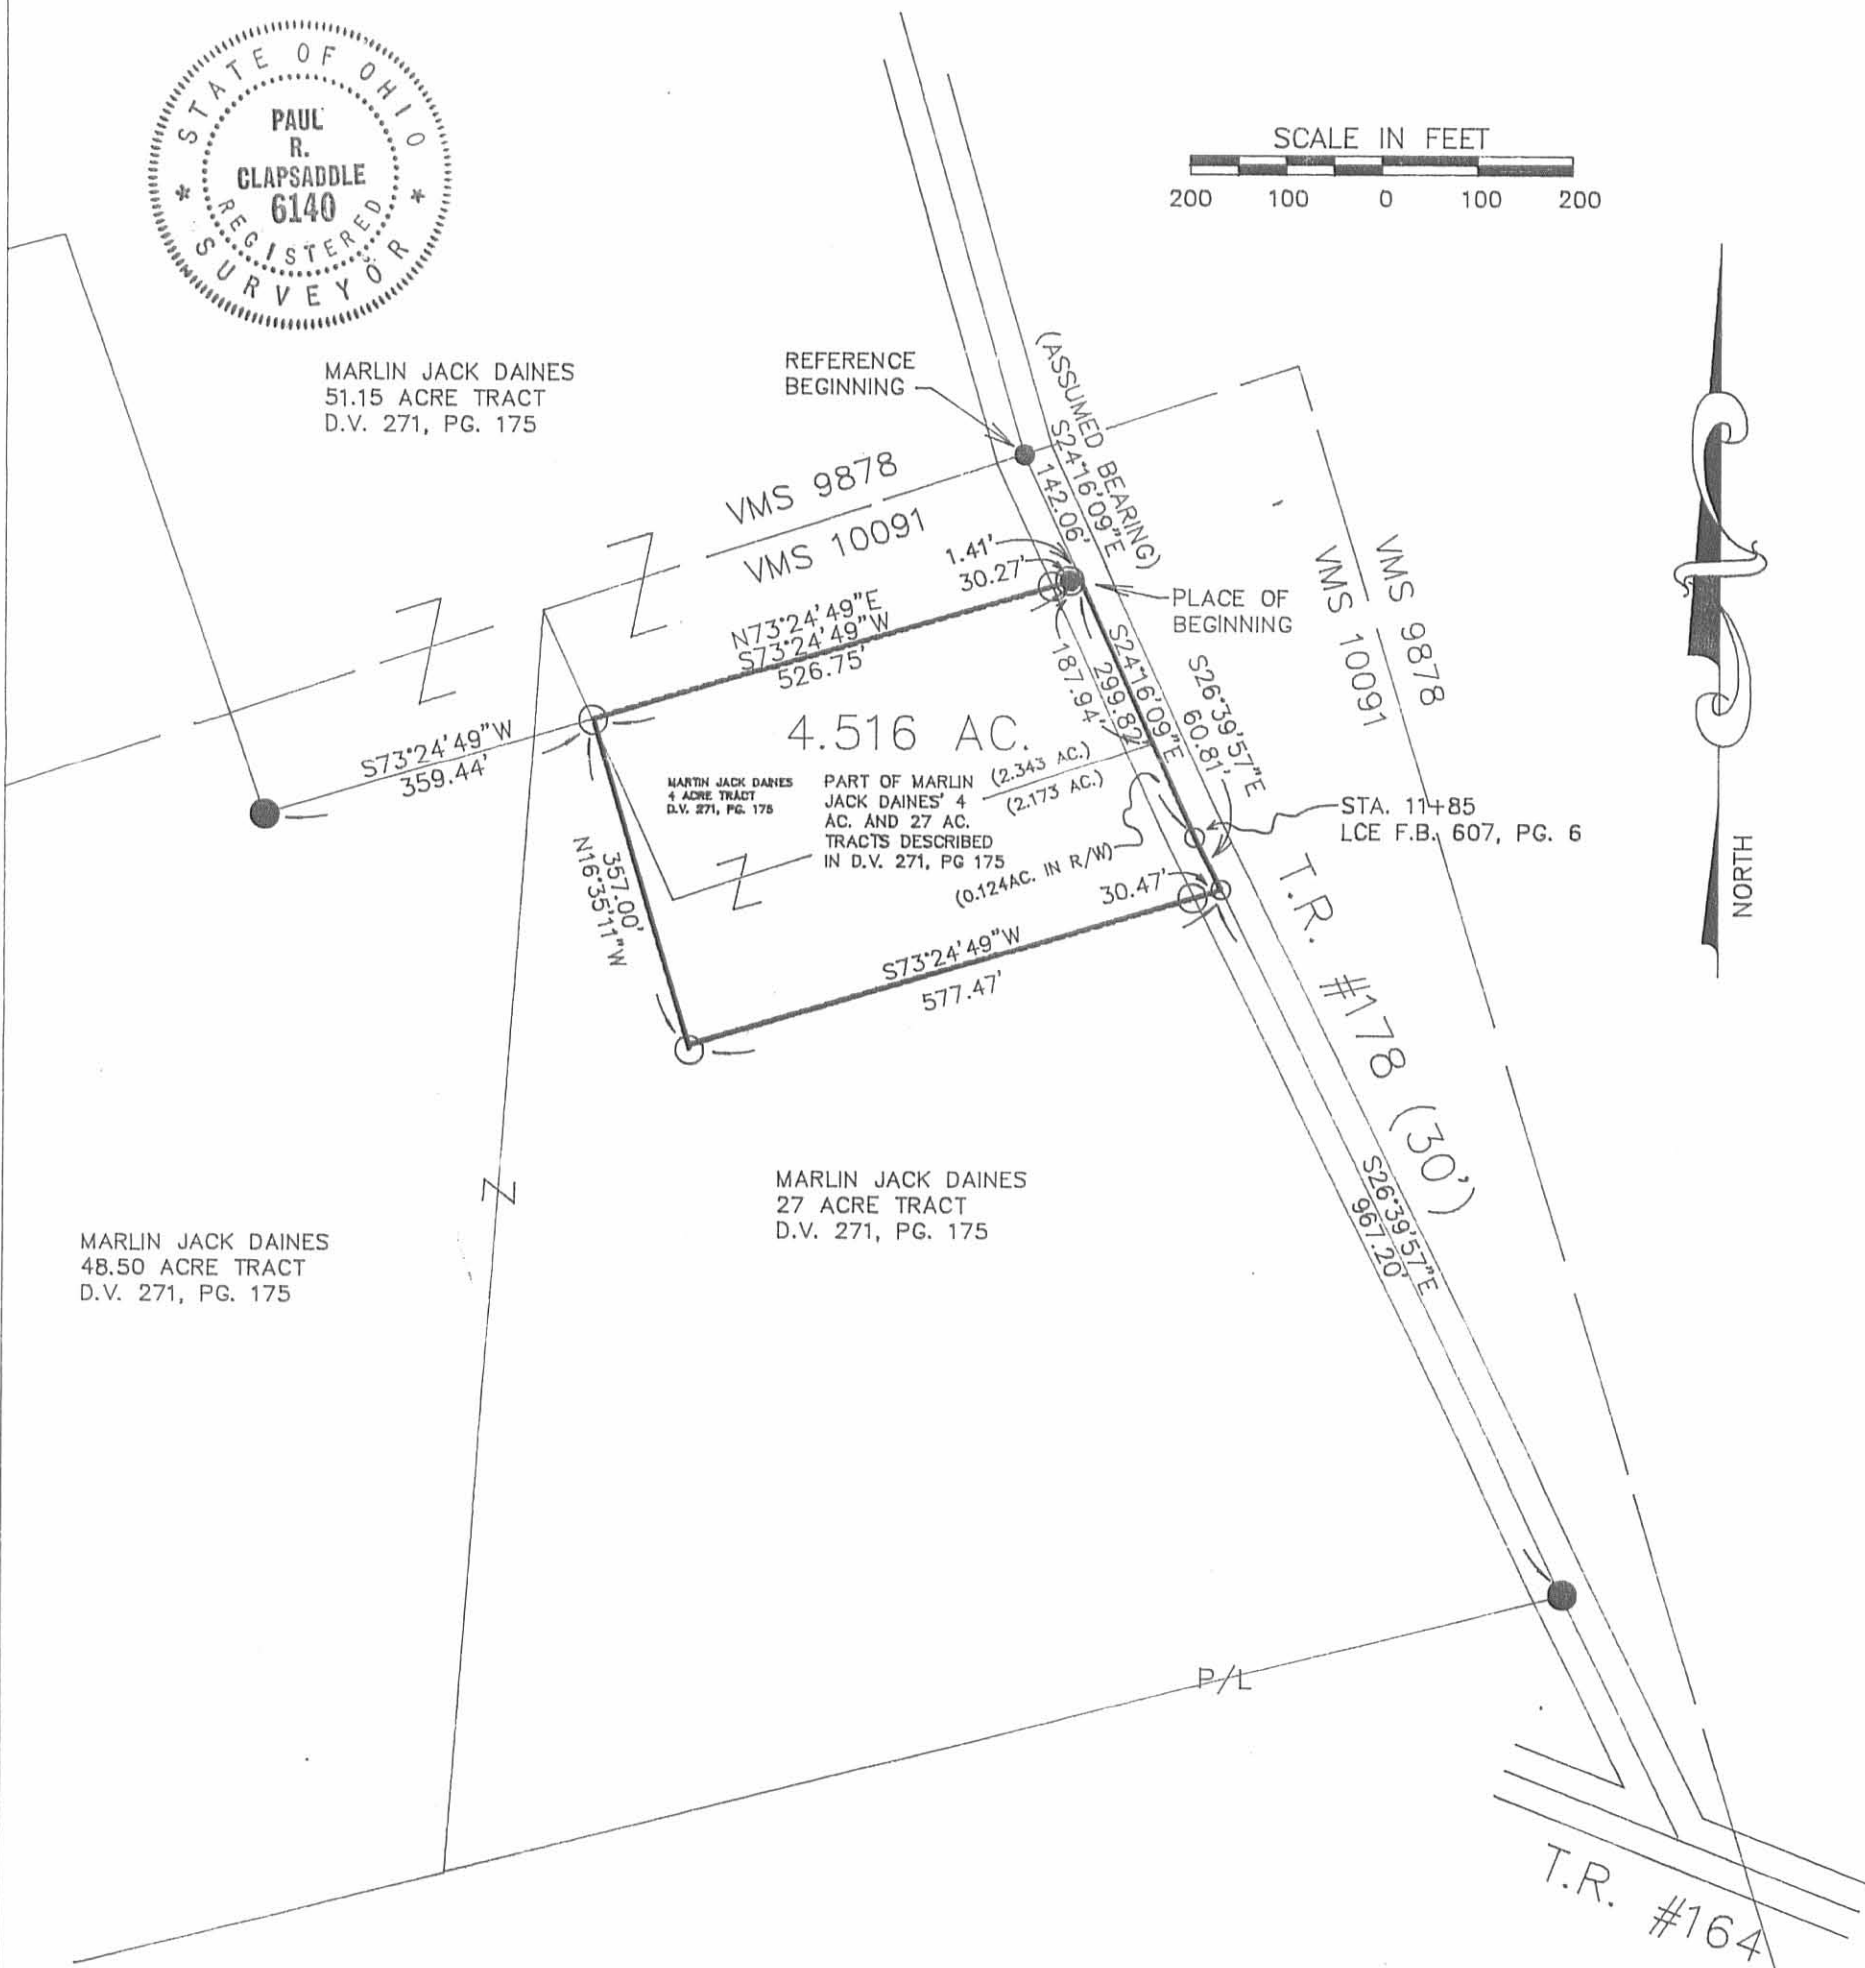 STATE OF OHIO
PAUL
R.
CLAPSADDLE
6140
REGISTERED
* SURVEYOR *
SCALE IN FEET
200 100 0 100 200
MARLIN JACK DAINES
51.15 ACRE TRACT
D.V. 271, PG. 175
REFERENCE
BEGINNING
(ASSUMED BEARING)
S24°16'09"E
142.06'
VMS 9878
VMS 10091
1.41'
30.27'
PLACE OF
BEGINNING
VMS 9878
VMS 10091
N73°24'49"E
S73°24'49"W
526.75'
S24°16'09"E
299.82'
187.94'
S26°39'57"E
60.81'
S73°24'49"W
359.44'
4.516 AC.
(2.343 AC.)
(2.173 AC.)
MARTIN JACK DAINES
4 ACRE TRACT
D.V. 271, PG. 175
PART OF MARLIN
JACK DAINES' 4
AC. AND 27 AC.
TRACTS DESCRIBED
IN D.V. 271, PG 175
(0.124AC. IN R/W)
STA. 11+85
LCE F.B. 607, PG. 6
357.00'
N16°35'11"W
30.47'
S73°24'49"W
577.47'
NORTH
T.R. #178 (30')
S26°39'57"E
967.20'
MARLIN JACK DAINES
27 ACRE TRACT
D.V. 271, PG. 175
MARLIN JACK DAINES
48.50 ACRE TRACT
D.V. 271, PG. 175
P/L
T.R. #164